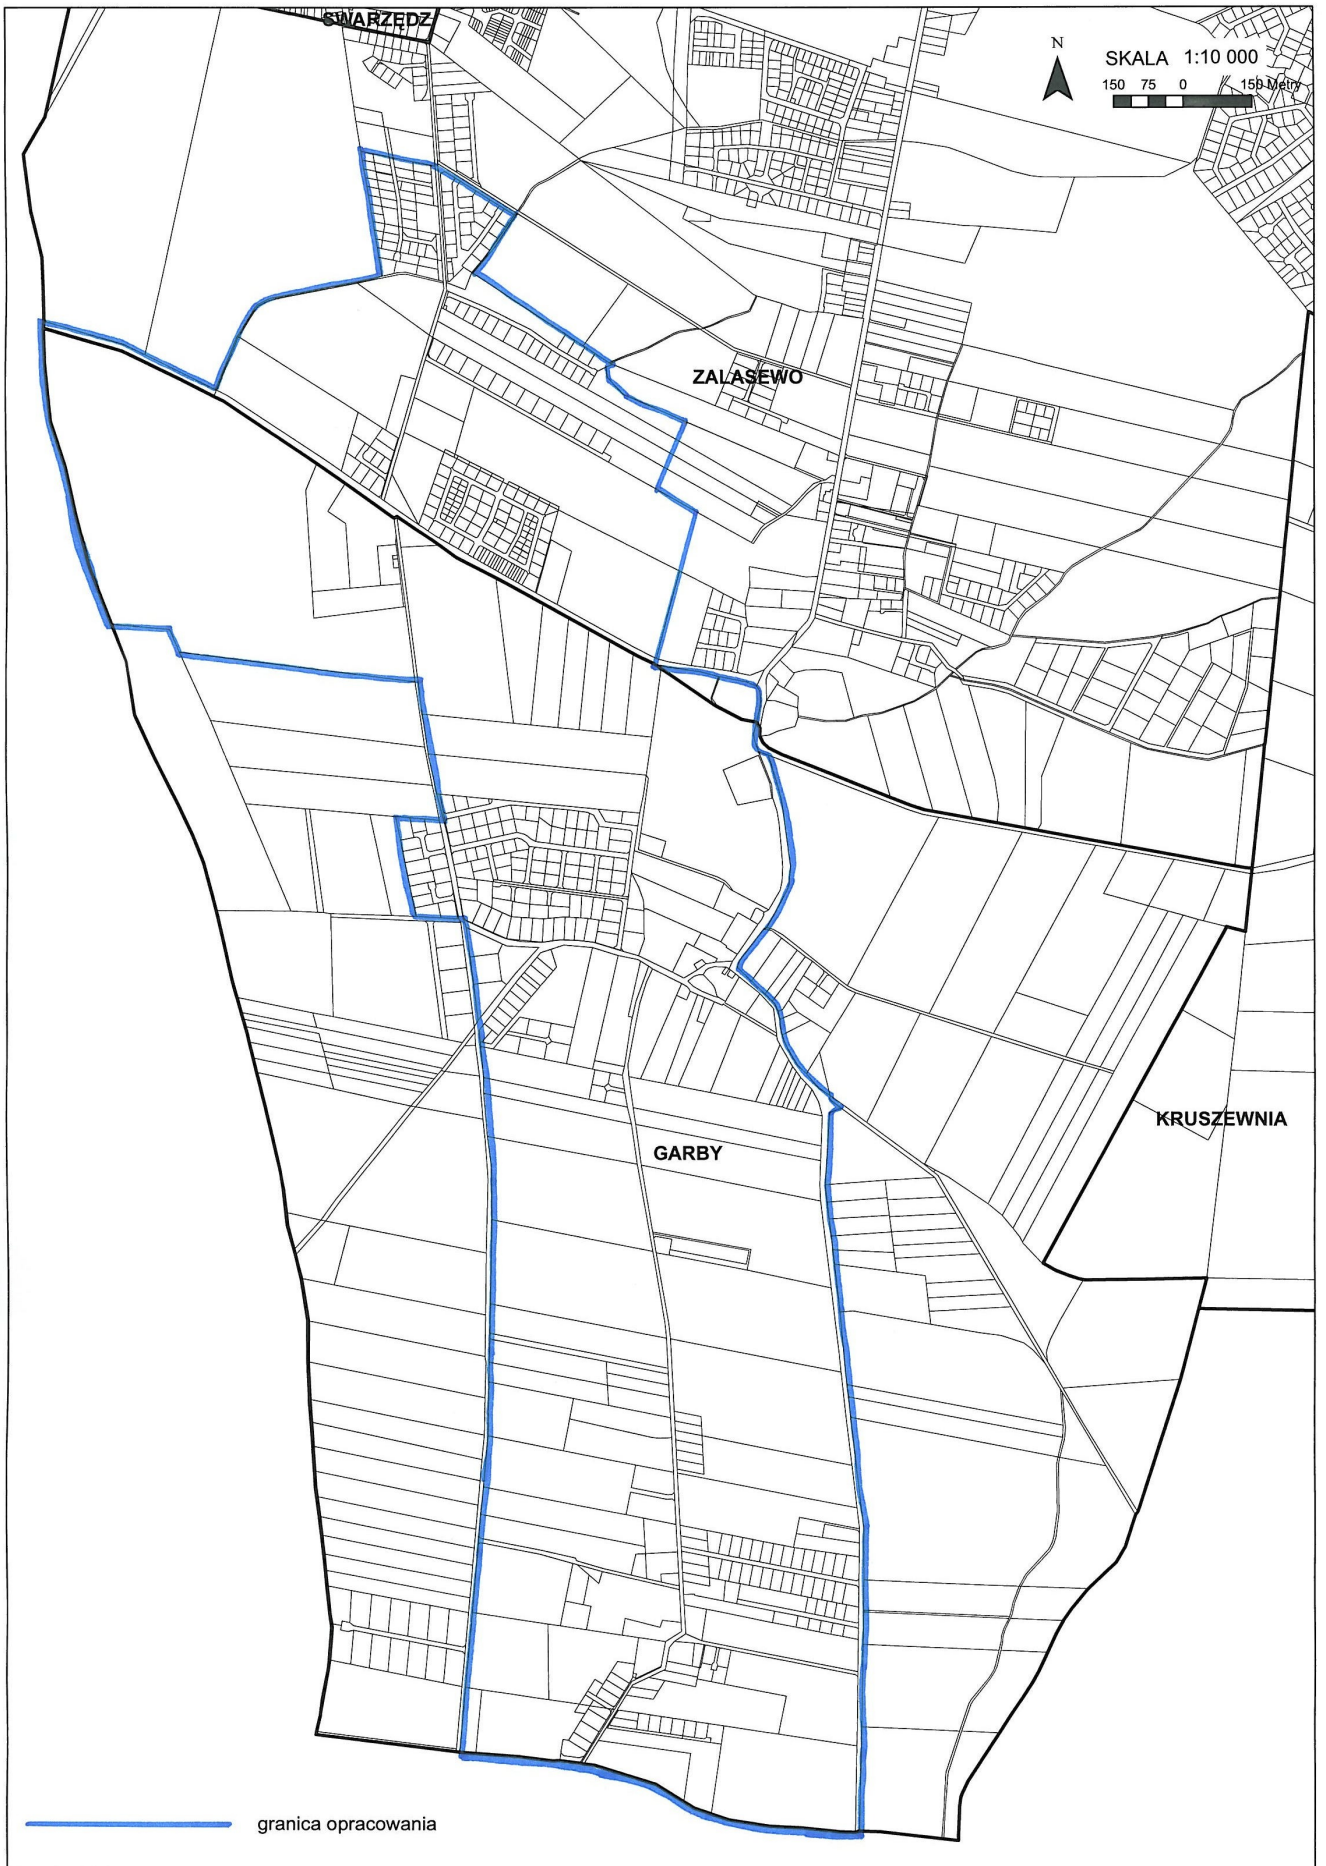 SWARZĘDZ
N
SKALA 1:10 000
150 75 0 150 Metry
ZALASEWO
KRUSZEWNIA
GARBY
granica opracowania